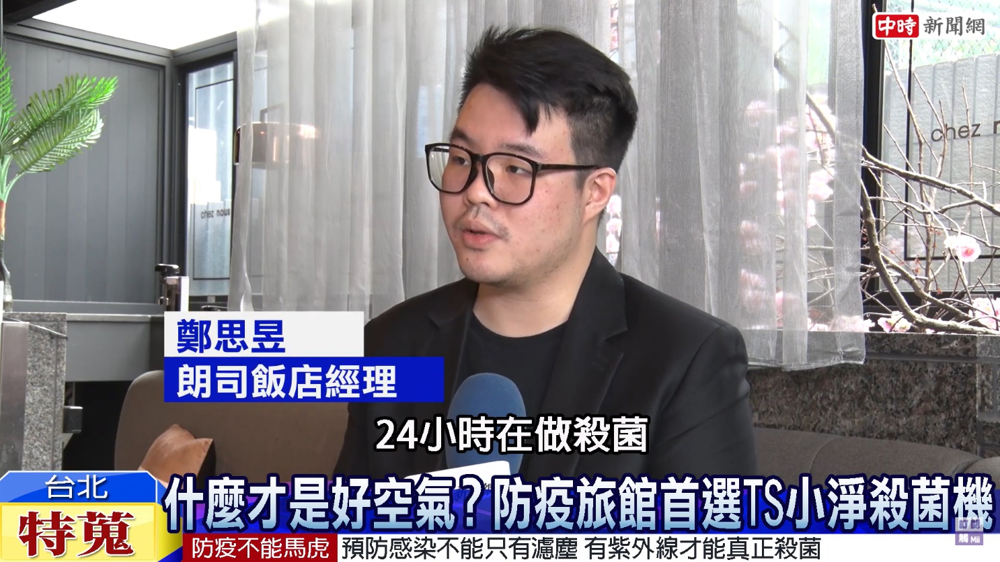 中時 新聞網
chez n
chez nous
鄭思昱
朗司飯店經理
24小時在做殺菌
台北
特蒐
什麼才是好空氣？防疫旅館首選TS小淨殺菌機
防疫不能馬虎 預防感染不能只有濾塵 有紫外線才能真正殺菌
Mii